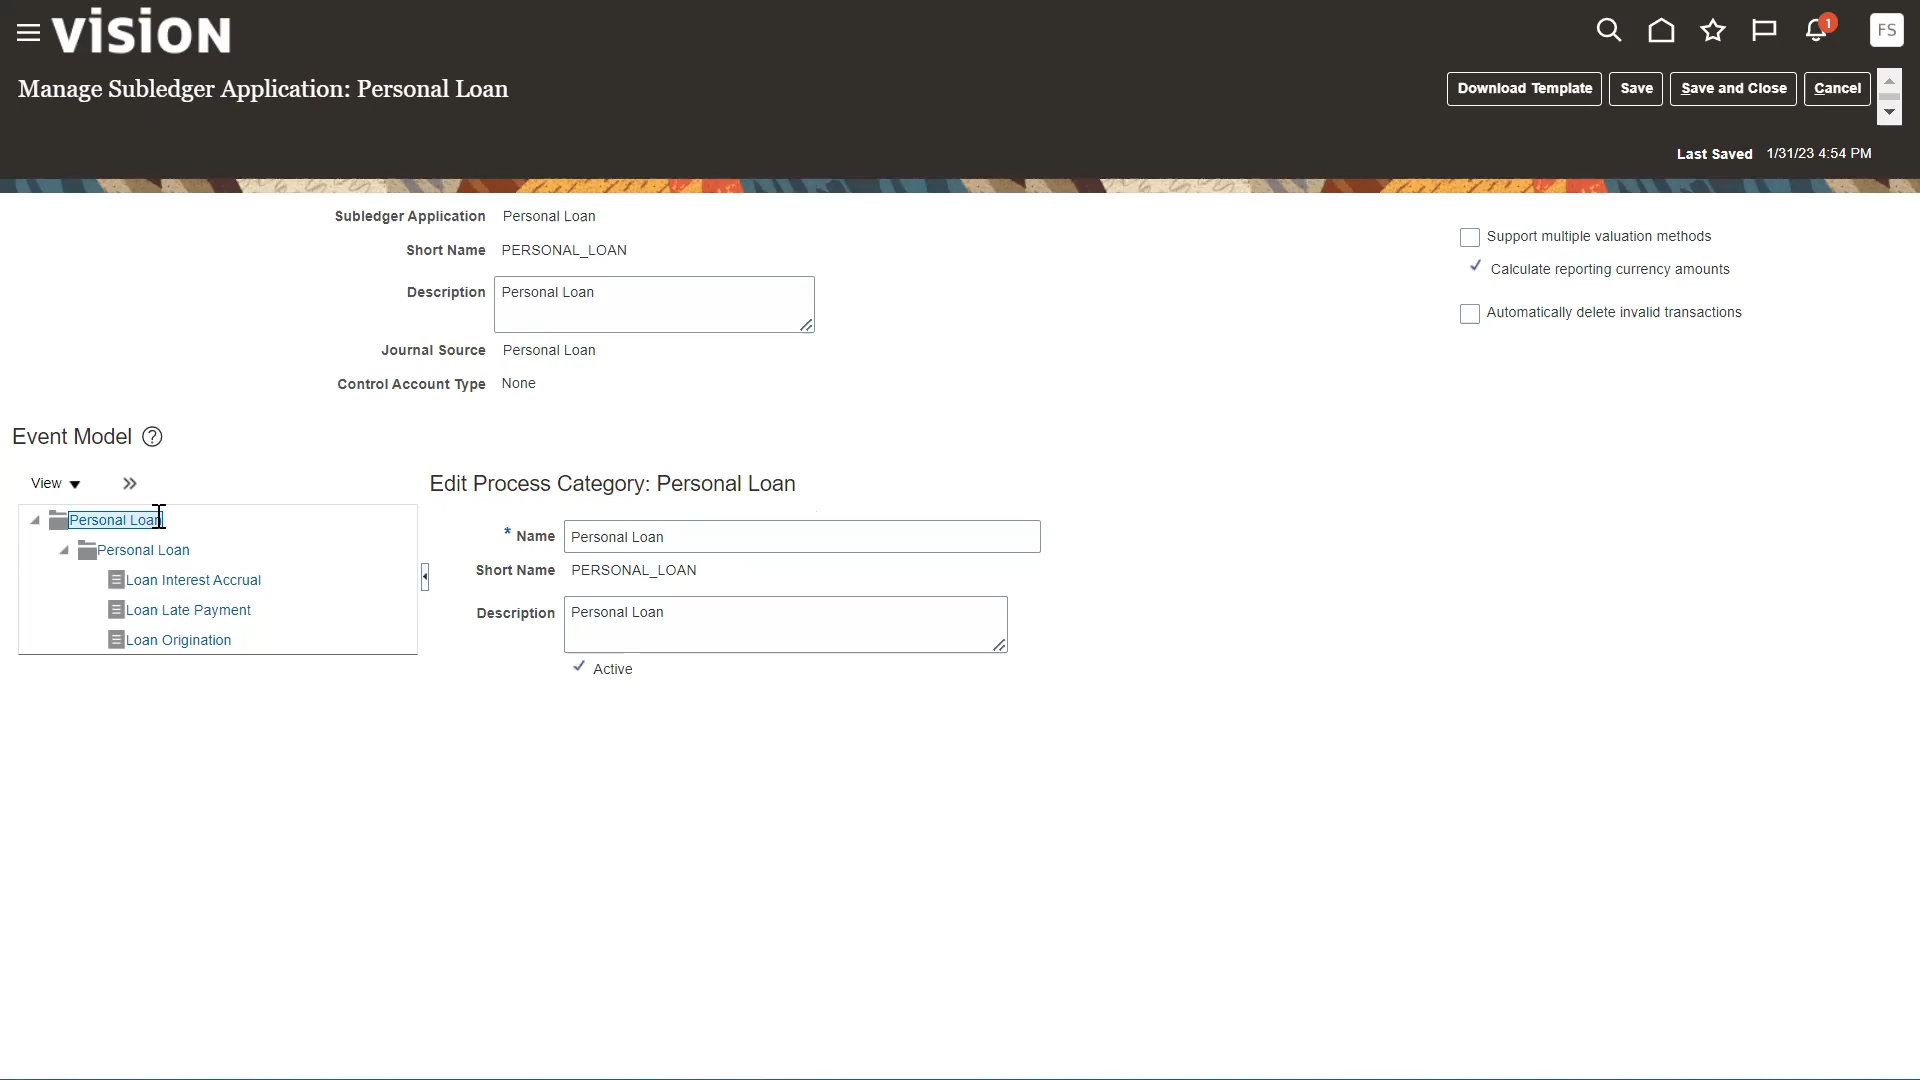 VISION
1
FS
Manage Subledger Application: Personal Loan
Download Template
Save
Save and Close
Cancel
Last Saved 1/31/23 4:54 PM
Subledger Application Personal Loan
Short Name PERSONAL_LOAN
Description Personal Loan
Journal Source Personal Loan
Control Account Type None
Support multiple valuation methods
Calculate reporting currency amounts
Automatically delete invalid transactions
Event Model ?
View
Personal Loan
Personal Loan
Loan Interest Accrual
Loan Late Payment
Loan Origination
Edit Process Category: Personal Loan
* Name Personal Loan
Short Name PERSONAL_LOAN
Description Personal Loan
Active